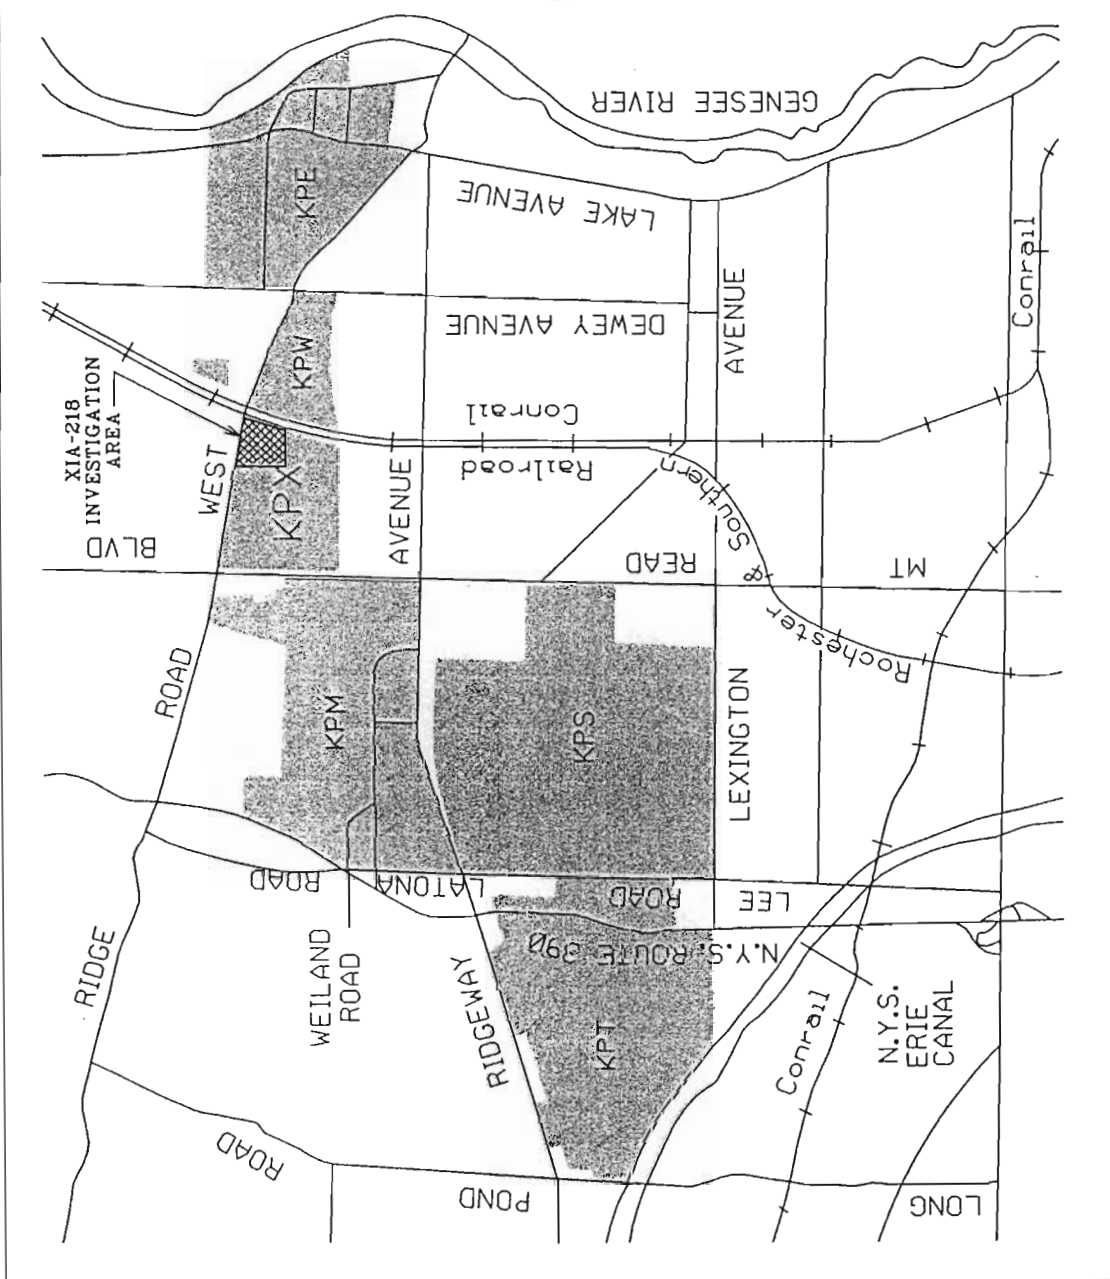 GENESEE RIVER
KPE
LAKE AVENUE
Conrail
DEWEY AVENUE
AVENUE
KPW
XIA-218
INVESTIGATION
AREA
Conrail
WEST
KPX
AVENUE
Railroad
Southern
BLVD
READ
&
MT
Rochester
ROAD
KPM
KPS
LEXINGTON
ROAD
LATONA
ROAD
LEE
N.Y.S. ROUTE 390
RIDGE
WEILAND
ROAD
RIDGEWAY
KPT
Conrail
N.Y.S.
ERIE
CANAL
ROAD
POND
LONG